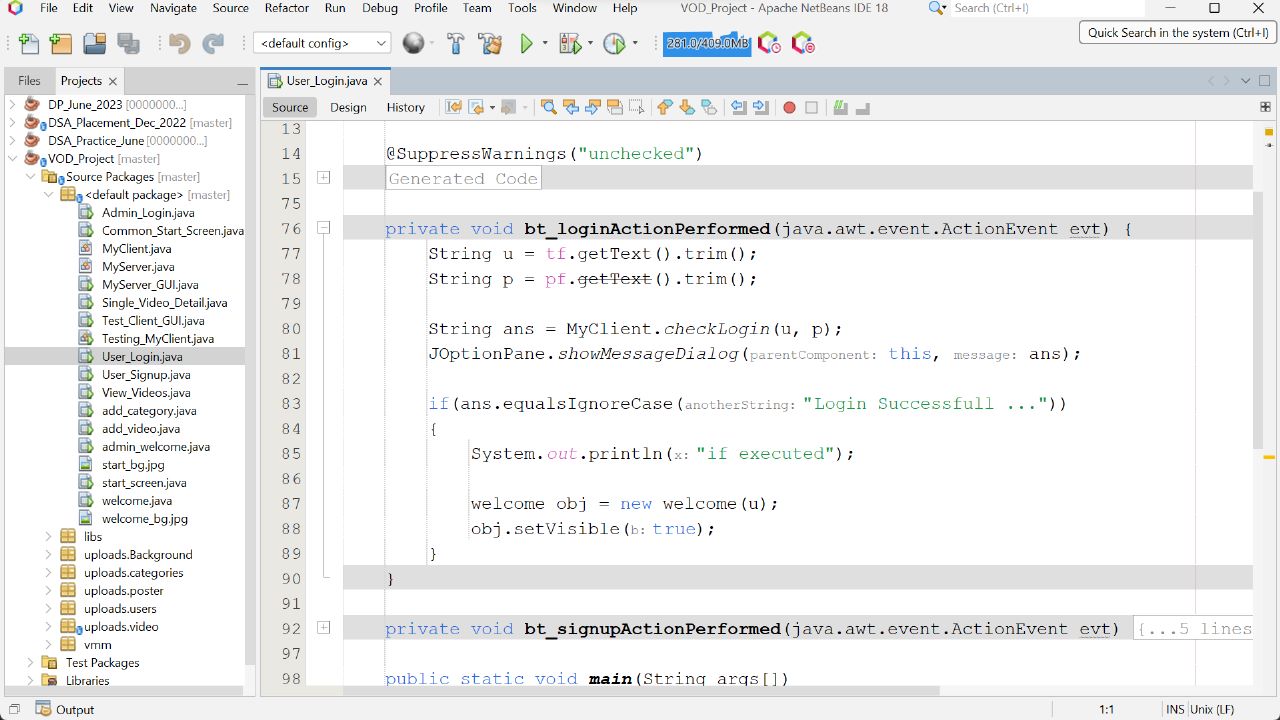 File Edit View Navigate Source Refactor Run Debug Profile Team Tools Window Help VOD_Project - Apache NetBeans IDE 18 Search (Ctrl+I)
<default config> 281.0/409.0MB Quick Search in the system (Ctrl+I)
Files Projects User_Login.java
Source Design History
DP_June_2023 [0000000...]
DSA_Placement_Dec_2022 [master]
DSA_Practice_June [0000000...]
VOD_Project [master]
Source Packages [master]
<default package> [master]
Admin_Login.java
Common_Start_Screen.java
MyClient.java
MyServer.java
MyServer_GUI.java
Single_Video_Detail.java
Test_Client_GUI.java
Testing_MyClient.java
User_Login.java
User_Signup.java
View_Videos.java
add_category.java
add_video.java
admin_welcome.java
start_bg.jpg
start_screen.java
welcome.java
welcome_bg.jpg
libs
uploads.Background
uploads.categories
uploads.poster
uploads.users
uploads.video
vmm
Test Packages
Libraries
13
14 @SuppressWarnings("unchecked")
15 Generated Code
75
76 private void bt_loginActionPerformed(java.awt.event.ActionEvent evt) {
77 String u = tf.getText().trim();
78 String p = pf.getText().trim();
79
80 String ans = MyClient.checkLogin(u, p);
81 JOptionPane.showMessageDialog(parentComponent: this, message: ans);
82
83 if(ans.equalsIgnoreCase(anotherString: "Login Successfull ..."))
84 {
85 System.out.println(x: "if executed");
86
87 welcome obj = new welcome(u);
88 obj.setVisible(b: true);
89 }
90 }
91
92 private void bt_signupActionPerformed(java.awt.event.ActionEvent evt) {...5 lines
97
98 public static void main(String args[])
Output 1:1 INS Unix (LF)